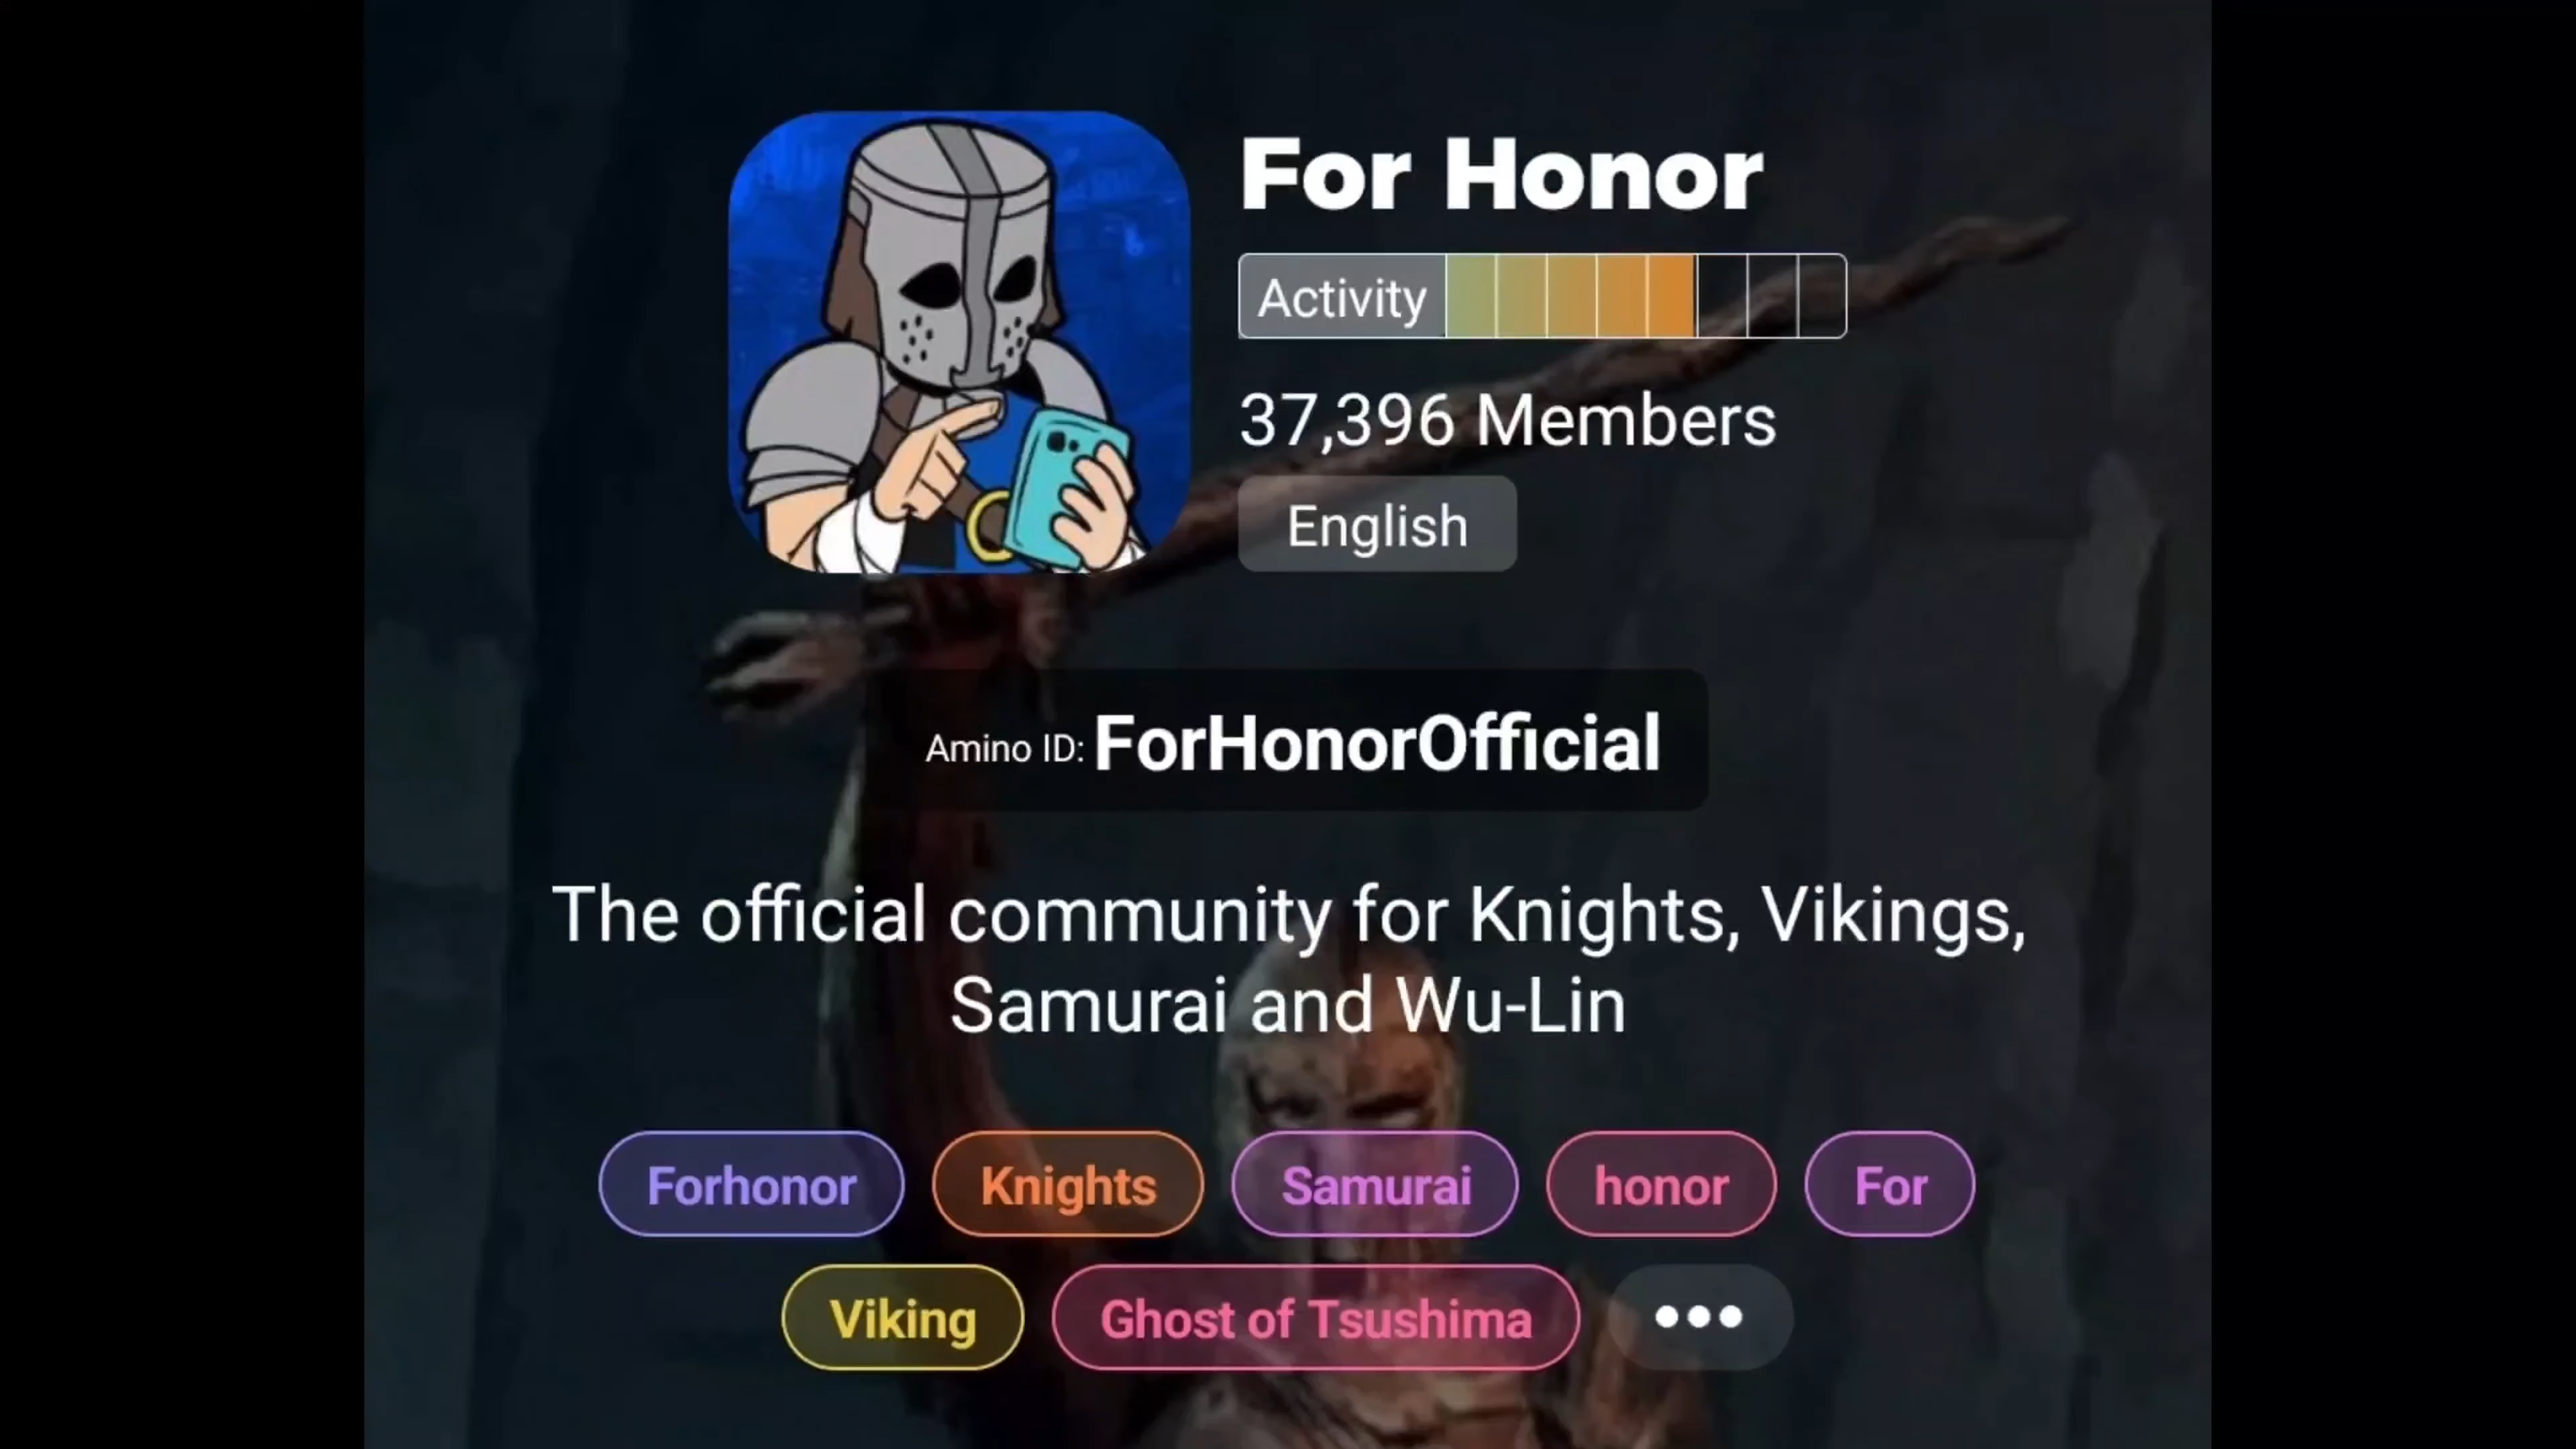 For Honor
Activity
37,396 Members
English
Amino ID: ForHonorOfficial
The official community for Knights, Vikings,
Samurai and Wu-Lin
Forhonor Knights Samurai honor For
Viking Ghost of Tsushima •••